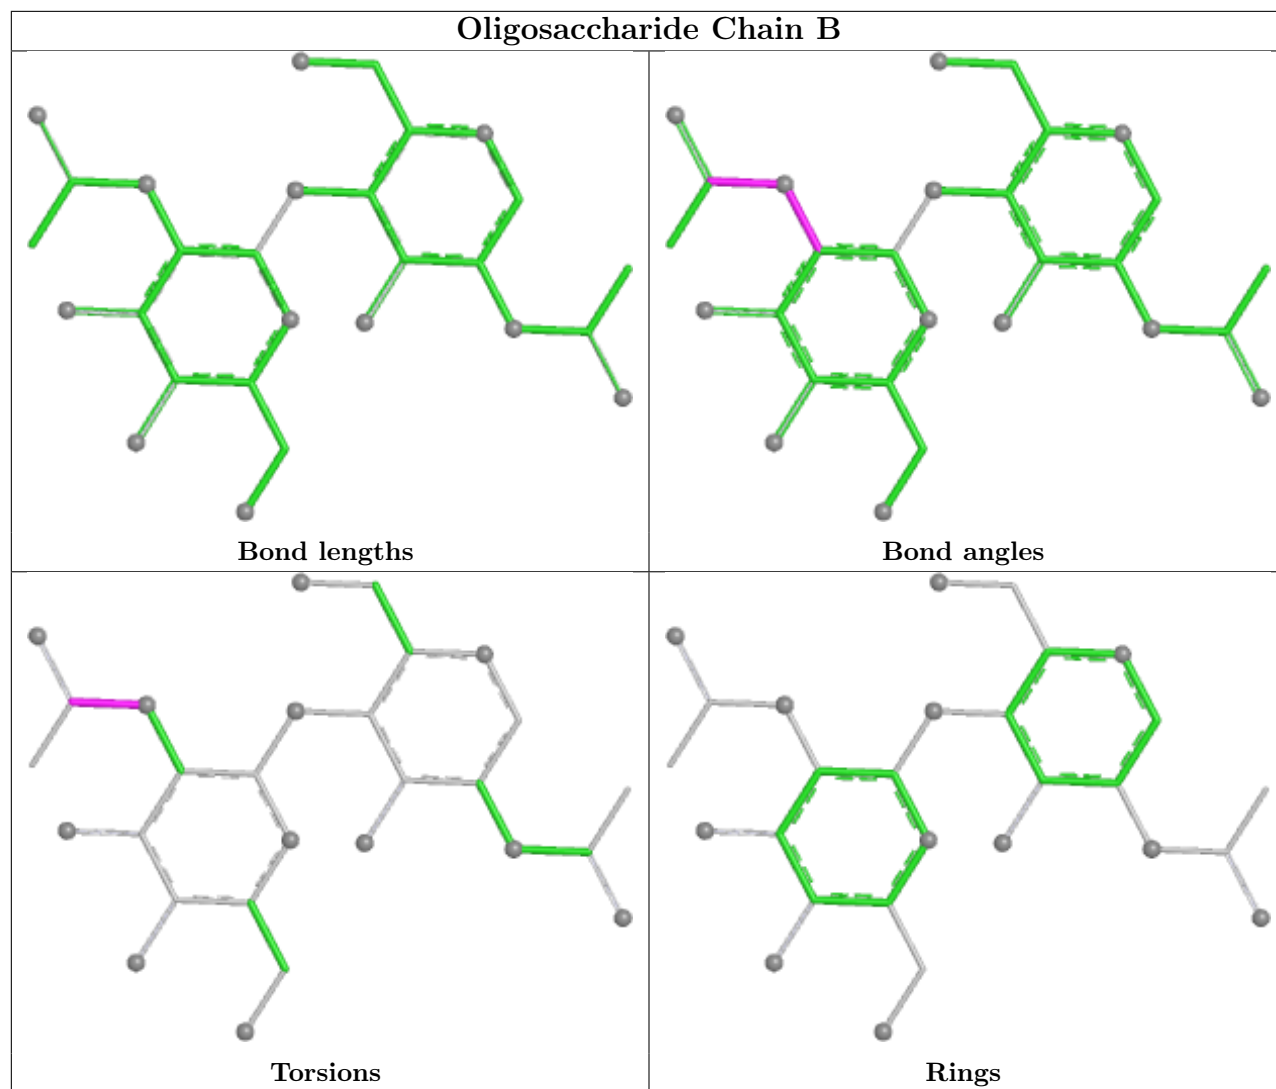 Oligosaccharide Chain B
Bond lengths
Bond angles
Torsions
Rings